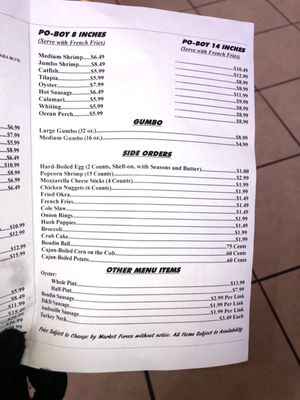 PO-BOY 8 INCHES
(Serve with French Fries)
Medium Shrimp $6.49
Jumbo Shrimp $8.49
Catfish $5.99
Tilapia $5.99
Oyster $7.99
Hot Sausage $6.49
Calamari $5.99
Whiting $5.99
Ocean Perch $5.99
PO-BOY 14 INCHES
(Serve with French Fries)
$10.49
$12.99
$8.99
$8.99
$11.99
$9.99
$8.99
$8.99
$8.99
GUMBO
Large Gumbo (32 oz.) $8.99
Medium Gumbo (16 oz.) $4.99
SIDE ORDERS
Hard-Boiled Egg (2 Counts, Shell-on, with Seasons and Butter) $1.00
Popcorn Shrimp (15 Counts) $2.99
Mozzarella Cheese Sticks (4 Counts) $1.99
Chicken Nuggets (6 Counts) $1.99
Fried Okra $1.49
French Fries $1.49
Cole Slaw $1.49
Onion Rings $1.49
Hush Puppies $1.49
Broccoli $1.99
Crab Cake $1.99
Boudin Ball 75 Cents
Cajun-Boiled Corn on the Cob 60 Cents
Cajun-Boiled Potato 60 Cents
OTHER MENU ITEMS
Oyster:
Whole Pint $13.99
Half-Pint $7.99
Boudin Sausage $2.99 Per Link
D&D Sausage $1.99 Per Link
Andouille Sausage $1.99 Per Link
Turkey Neck $3.49 Each
Price Subject to Change by Market Forces without notice. All Items Subject to Availability
BLVD.
$6.99
$7.99
$5.99
$10.99
$12.99
$12.99
$15.99
$5.99
$8.49
$11.99